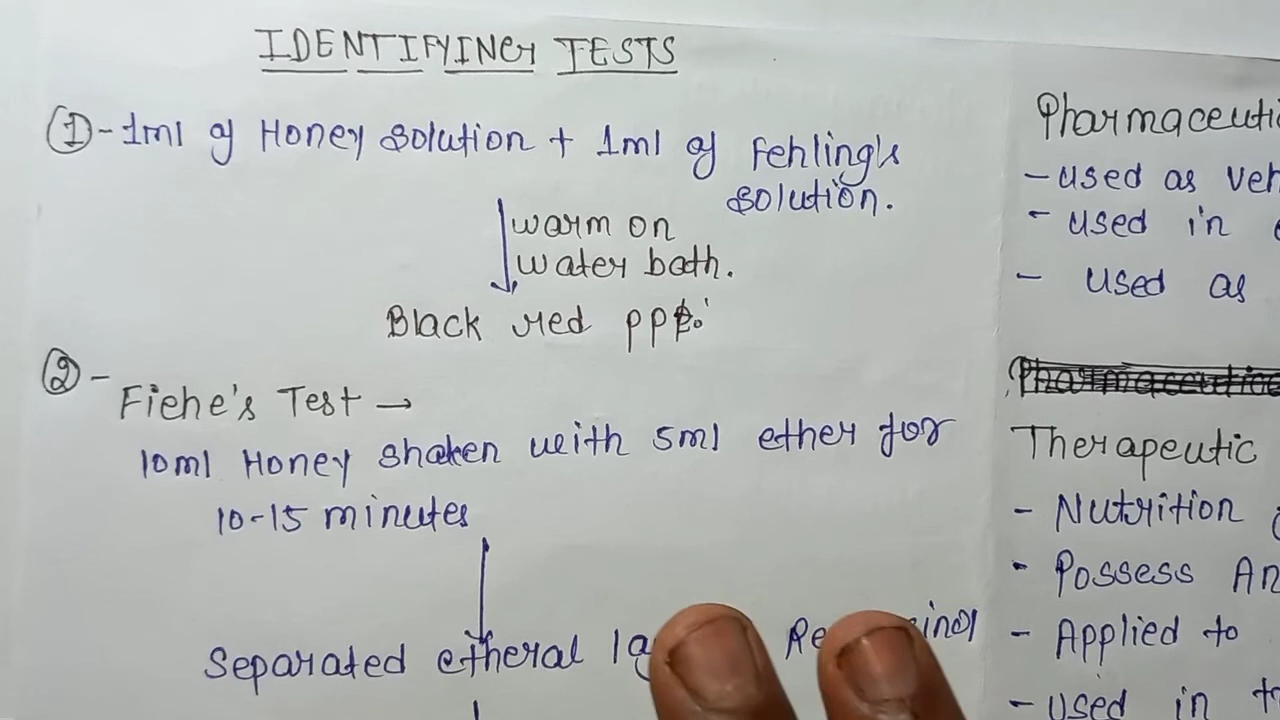 IDENTIFYING TESTS
① - 1ml of Honey solution + 1ml of Fehling's
solution.
warm on
water bath.
Black red ppt.
② -
Fiehe's Test →
10ml Honey shaken with 5ml ether for
10-15 minutes
Separated etheral
Pharmaceuti
- used as veh
- used in
- used as
Pharmaceutice
Therapeutic
- Nutrition
- Possess An
- Applied to
- used in to